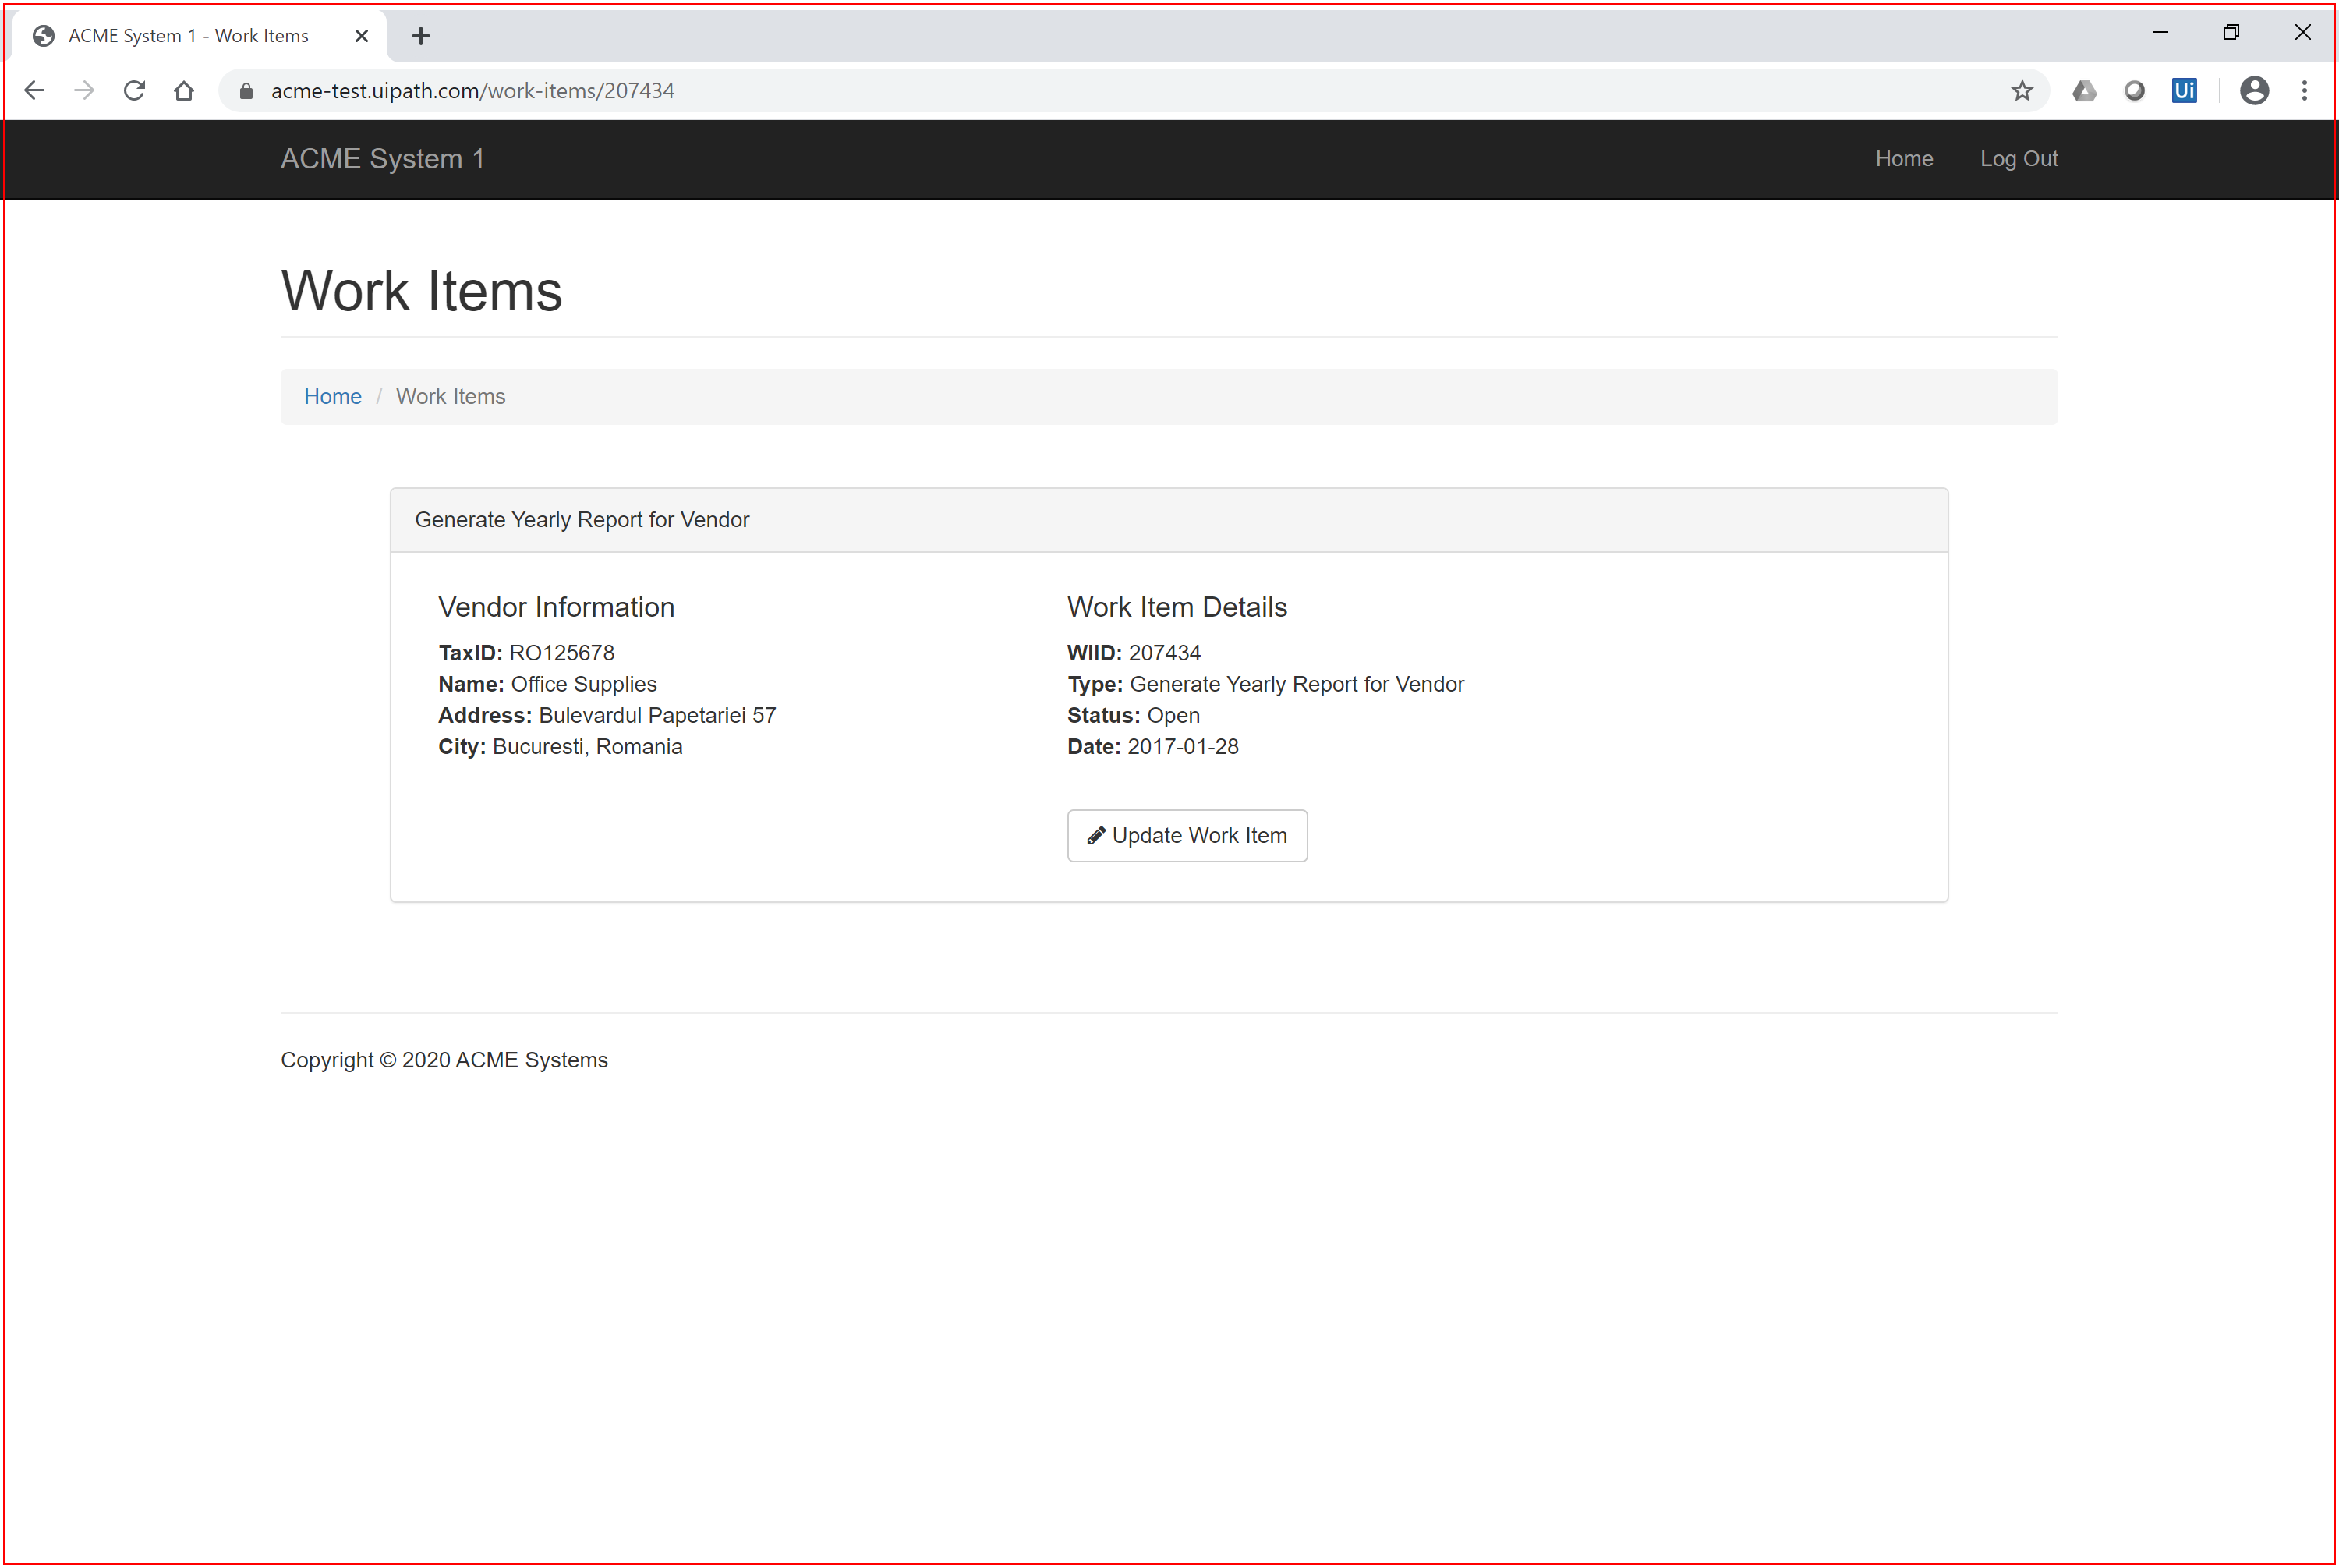 ACME System 1 - Work Items
acme-test.uipath.com/work-items/207434
Ui
ACME System 1 Home Log Out
Work Items
Home / Work Items
Generate Yearly Report for Vendor
Vendor Information
TaxID: RO125678
Name: Office Supplies
Address: Bulevardul Papetariei 57
City: Bucuresti, Romania
Work Item Details
WIID: 207434
Type: Generate Yearly Report for Vendor
Status: Open
Date: 2017-01-28
Update Work Item
Copyright © 2020 ACME Systems